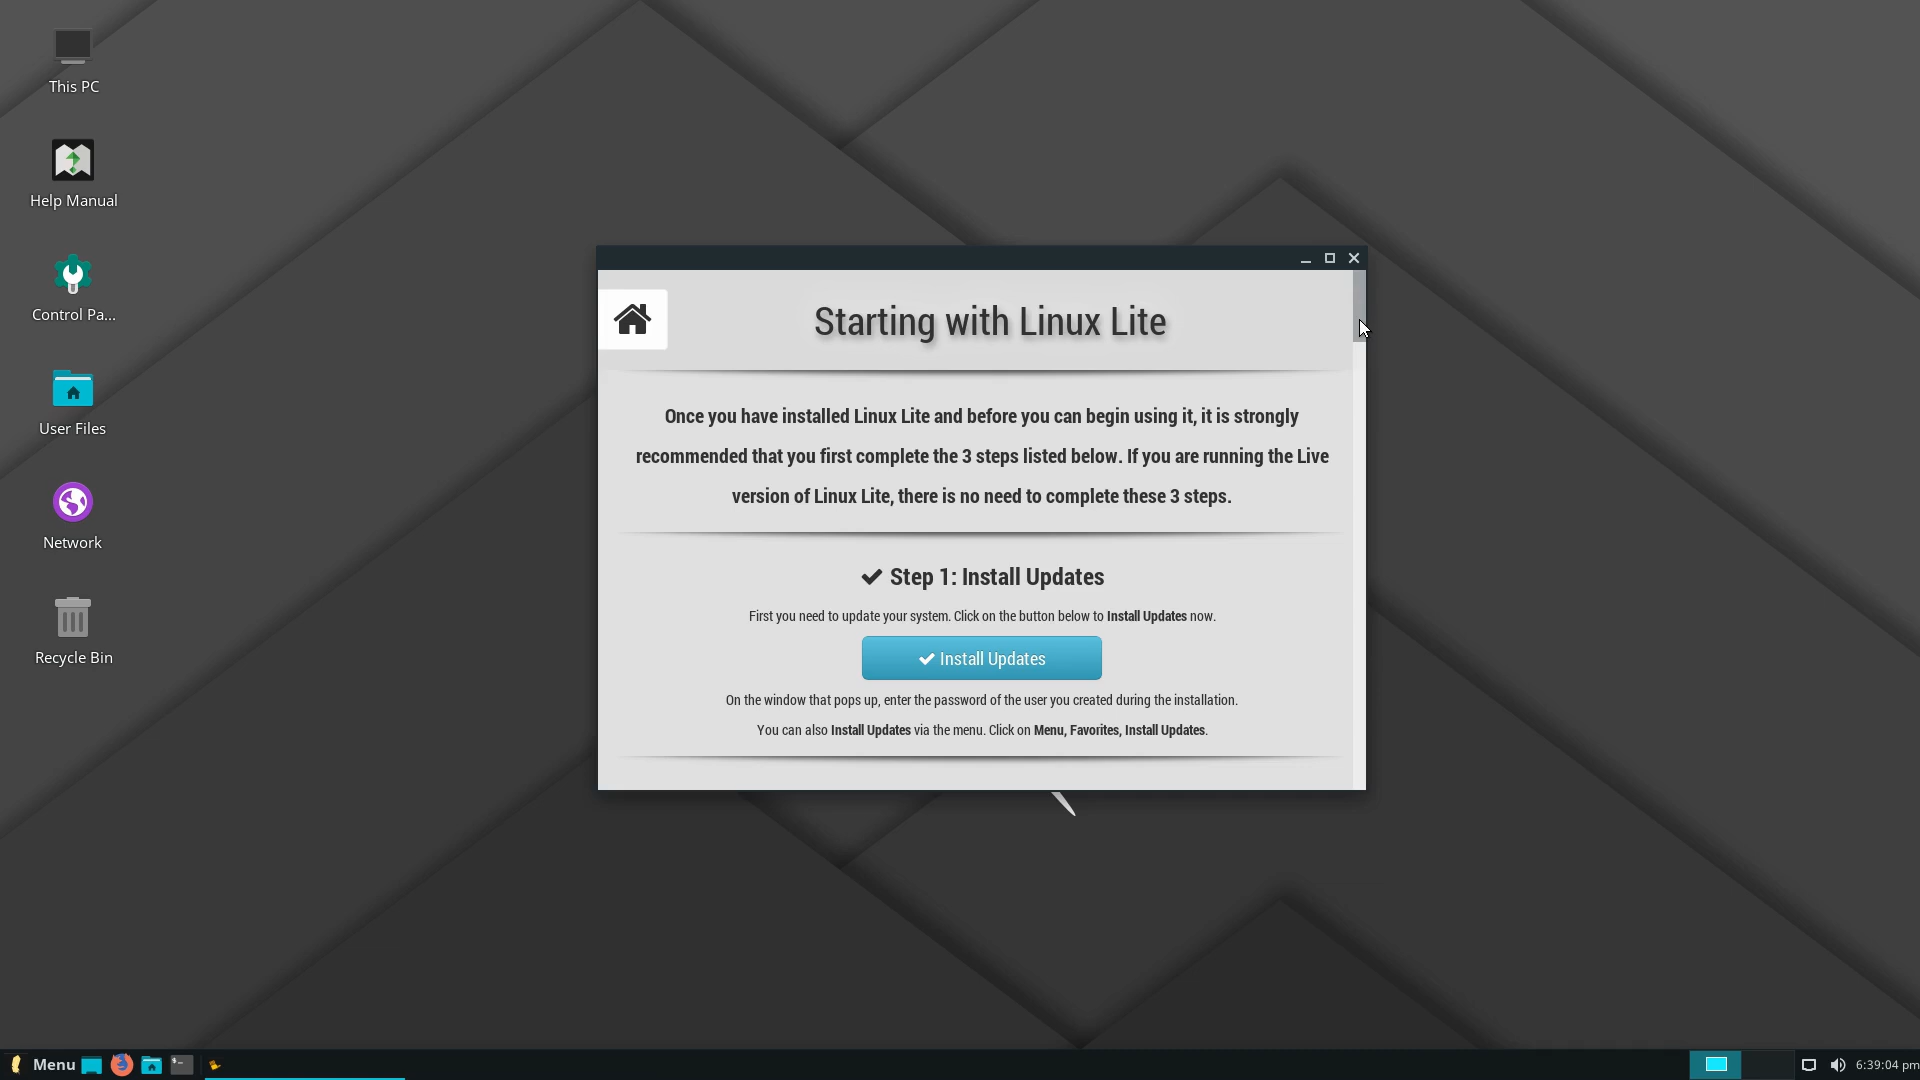 This PC
Help Manual
Control Pa...
User Files
Network
Recycle Bin
Starting with Linux Lite
Once you have installed Linux Lite and before you can begin using it, it is strongly
recommended that you first complete the 3 steps listed below. If you are running the Live
version of Linux Lite, there is no need to complete these 3 steps.
Step 1: Install Updates
First you need to update your system. Click on the button below to Install Updates now.
Install Updates
On the window that pops up, enter the password of the user you created during the installation.
You can also Install Updates via the menu. Click on Menu, Favorites, Install Updates.
Menu
6:39:04 pm